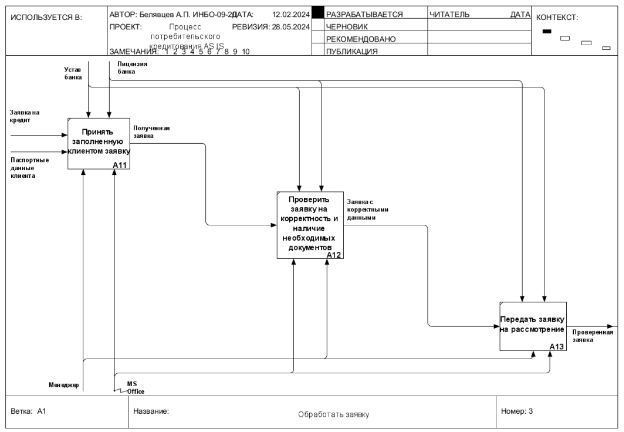 ИСПОЛЬЗУЕТСЯ В:
АВТОР: Белявцев А.П. ИНБО-09-20
ДАТА: 12.02.2024
РАЗРАБАТЫВАЕТСЯ
ЧИТАТЕЛЬ
ДАТА
КОНТЕКСТ:
ПРОЕКТ: Процесс
потребительского
кредитования AS IS
РЕВИЗИЯ: 28.05.2024
ЧЕРНОВИК
РЕКОМЕНДОВАНО
ЗАМЕЧАНИЯ: 1 2 3 4 5 6 7 8 9 10
ПУБЛИКАЦИЯ
Устав
банка
Лицензия
банка
Заявка на
кредит
Паспортные
данные
клиента
Принять
заполненную
клиентом заявку
A11
Полученная
заявка
Проверить
заявку на
корректность и
наличие
необходимых
документов
A12
Заявка с
корректными
данными
Передать заявку
на рассмотрение
A13
Проверенная
заявка
Менеджер
MS
Office
Ветка: A1
Название:
Обработать заявку
Номер: 3